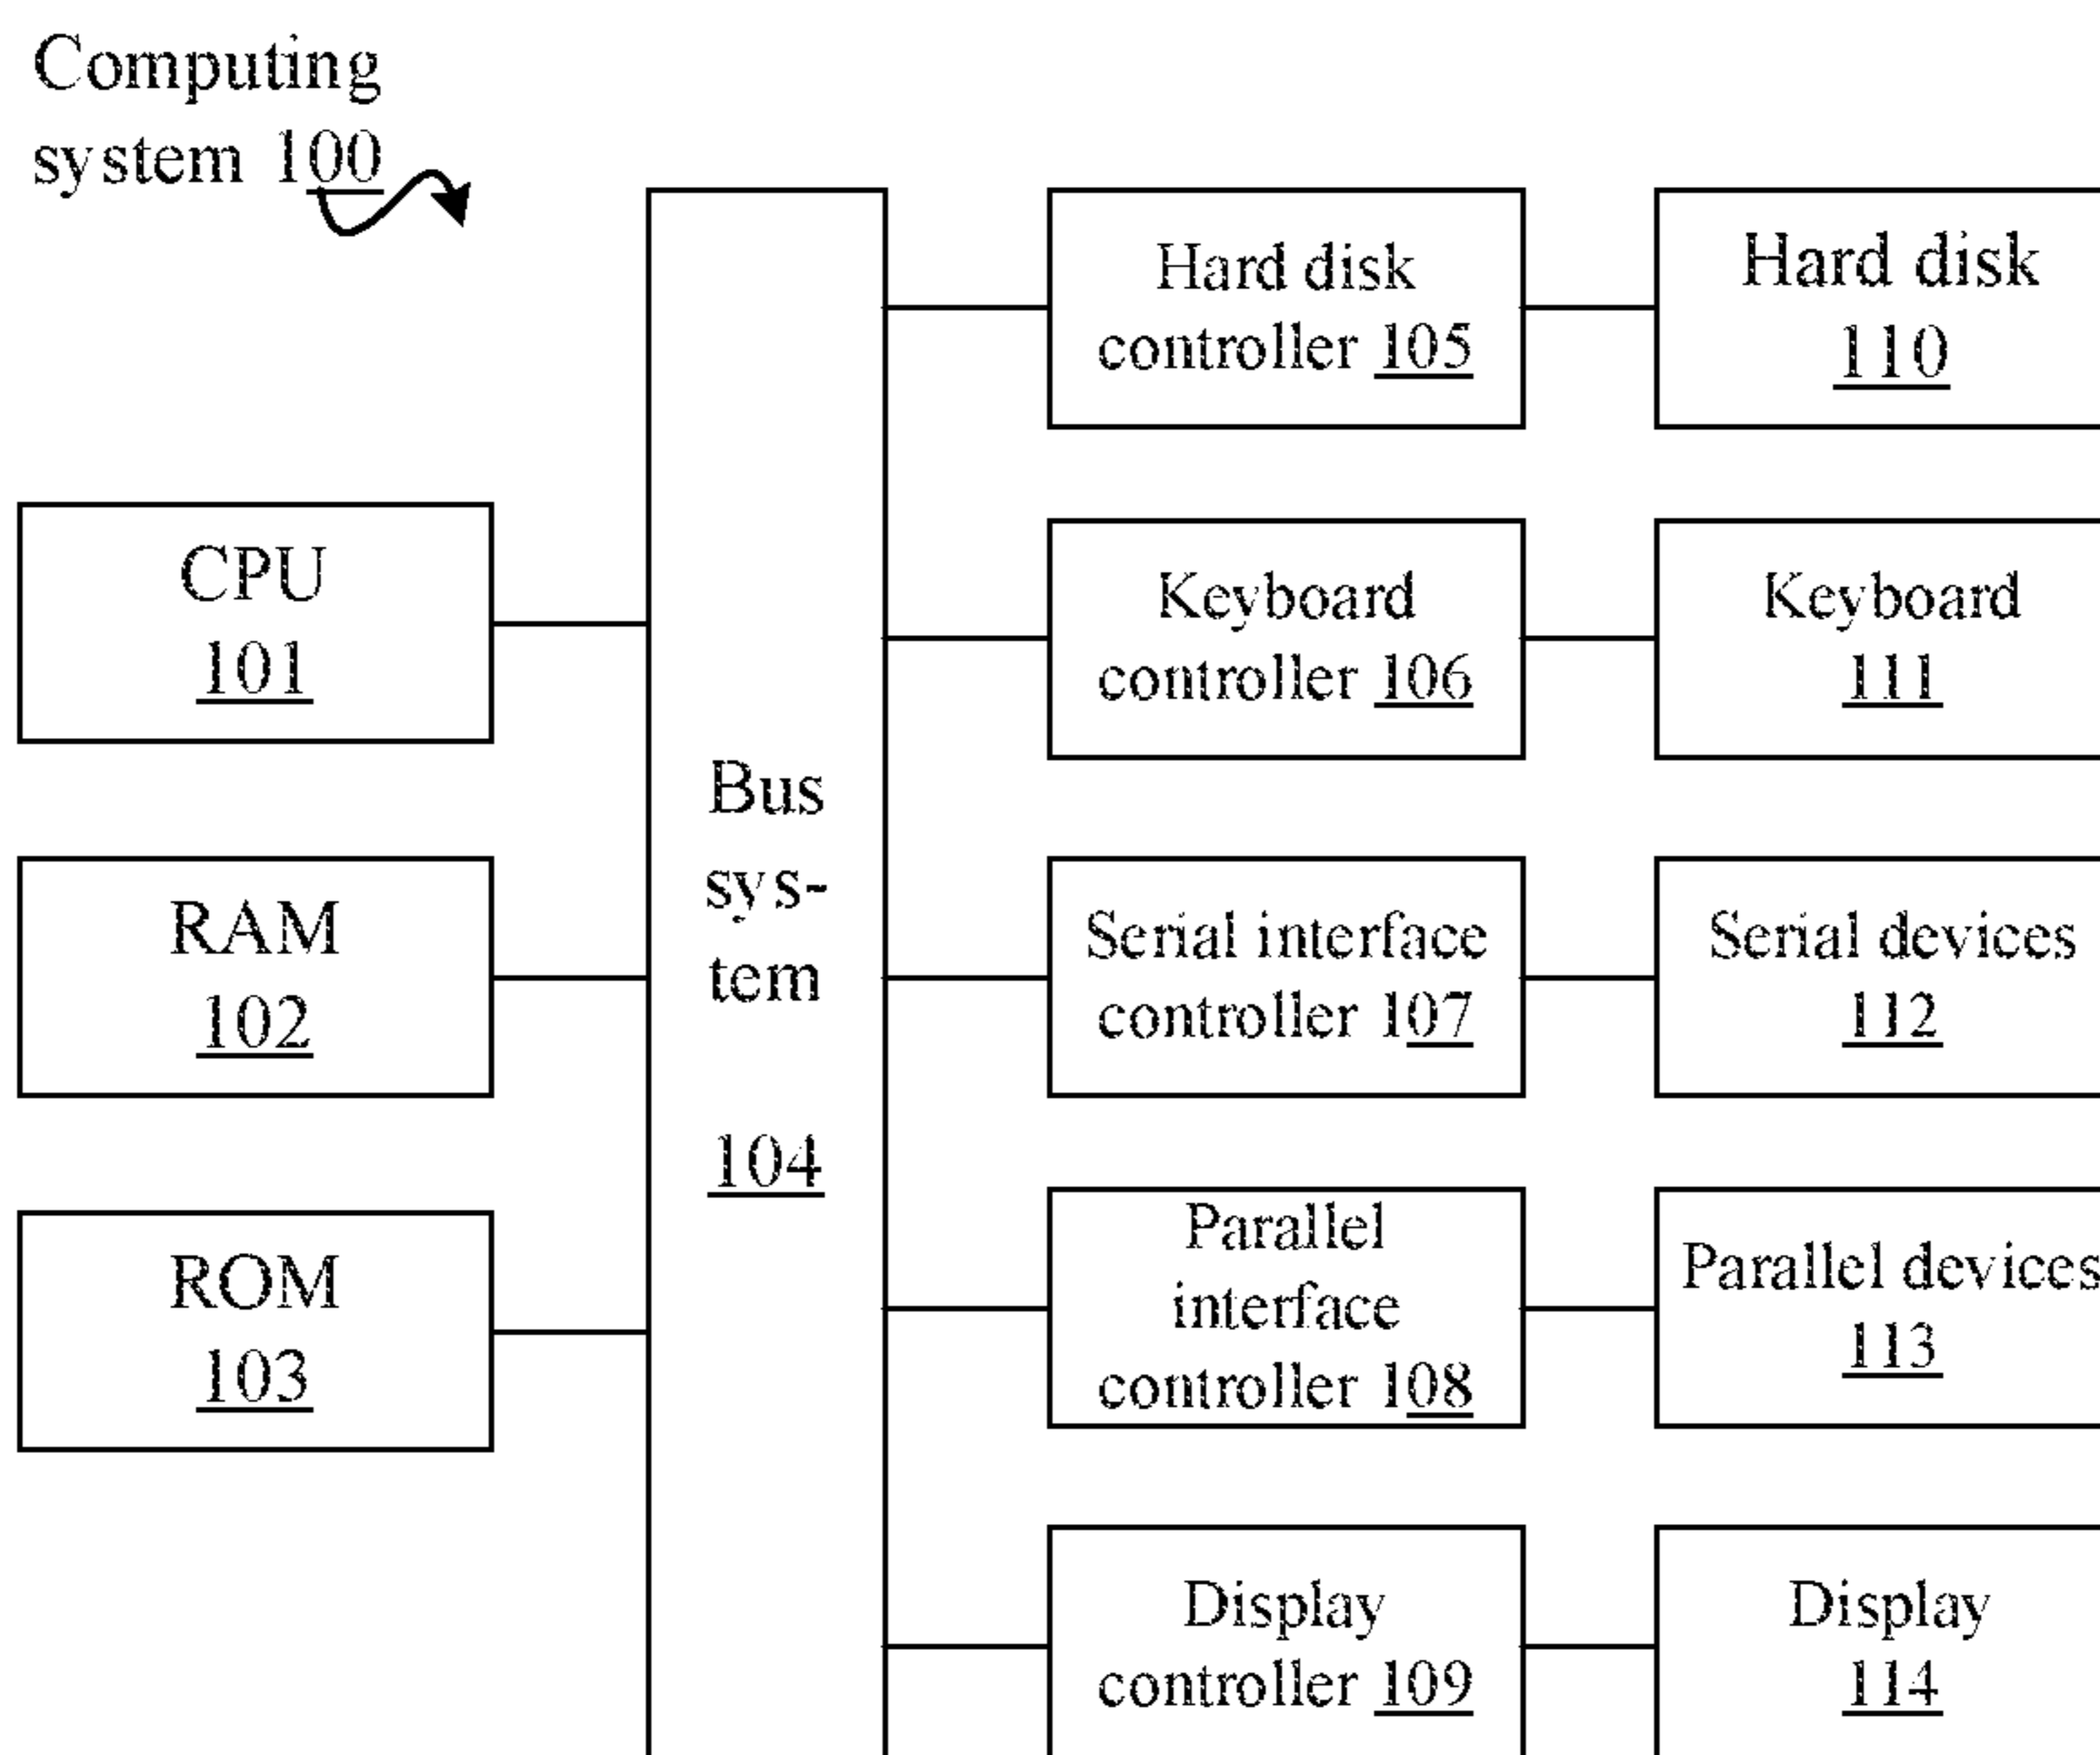 Computing
system 100
Hard disk
controller 105
Hard disk
110
CPU
101
Keyboard
controller 106
Keyboard
111
Bus
sys-
tem
104
RAM
102
Serial interface
controller 107
Serial devices
112
ROM
103
Parallel
interface
controller 108
Parallel devices
113
Display
controller 109
Display
114